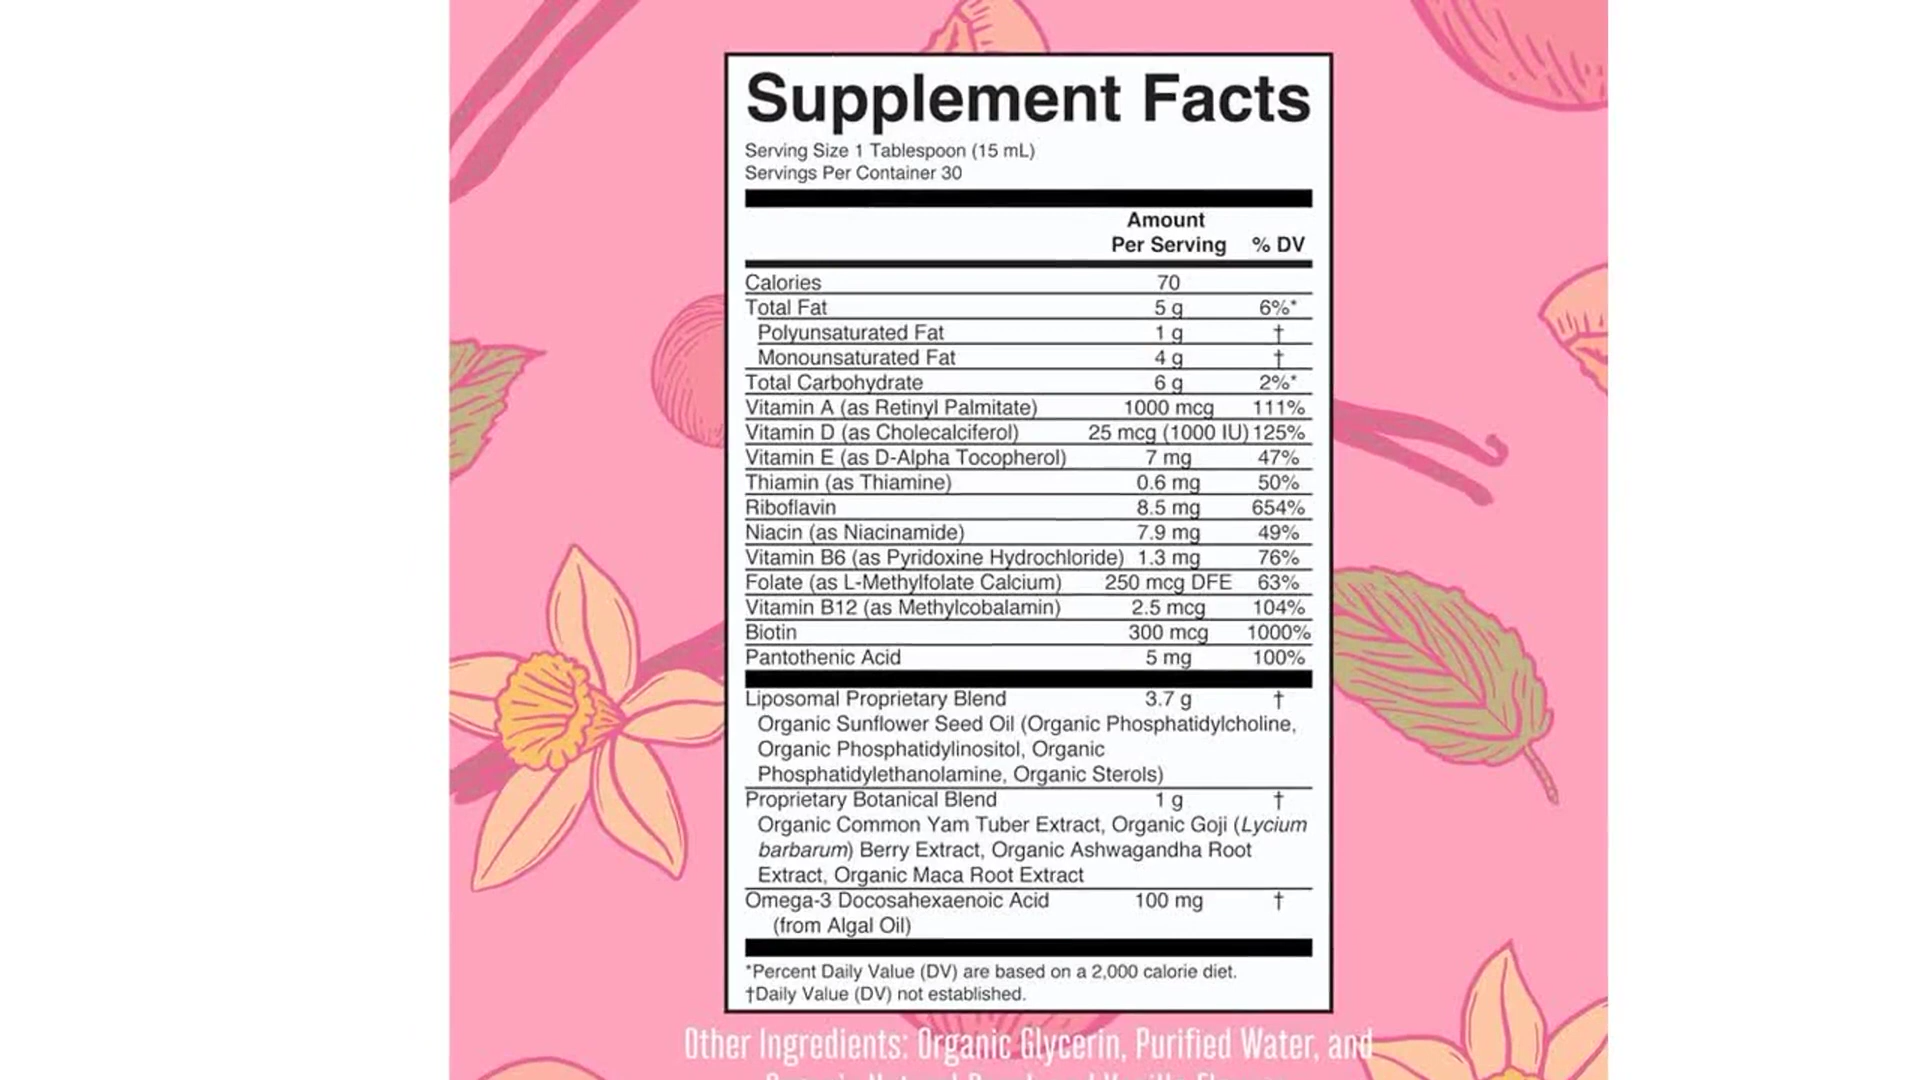 Supplement Facts
Serving Size 1 Tablespoon (15 mL)
Servings Per Container 30
Amount
Per Serving % DV
Calories 70
Total Fat 5 g 6%*
Polyunsaturated Fat 1 g †
Monounsaturated Fat 4 g †
Total Carbohydrate 6 g 2%*
Vitamin A (as Retinyl Palmitate) 1000 mcg 111%
Vitamin D (as Cholecalciferol) 25 mcg (1000 IU) 125%
Vitamin E (as D-Alpha Tocopherol) 7 mg 47%
Thiamin (as Thiamine) 0.6 mg 50%
Riboflavin 8.5 mg 654%
Niacin (as Niacinamide) 7.9 mg 49%
Vitamin B6 (as Pyridoxine Hydrochloride) 1.3 mg 76%
Folate (as L-Methylfolate Calcium) 250 mcg DFE 63%
Vitamin B12 (as Methylcobalamin) 2.5 mcg 104%
Biotin 300 mcg 1000%
Pantothenic Acid 5 mg 100%
Liposomal Proprietary Blend 3.7 g †
Organic Sunflower Seed Oil (Organic Phosphatidylcholine,
Organic Phosphatidylinositol, Organic
Phosphatidylethanolamine, Organic Sterols)
Proprietary Botanical Blend 1 g †
Organic Common Yam Tuber Extract, Organic Goji (Lycium
barbarum) Berry Extract, Organic Ashwagandha Root
Extract, Organic Maca Root Extract
Omega-3 Docosahexaenoic Acid 100 mg †
(from Algal Oil)
*Percent Daily Value (DV) are based on a 2,000 calorie diet.
†Daily Value (DV) not established.
Other Ingredients: Organic Glycerin, Purified Water, and